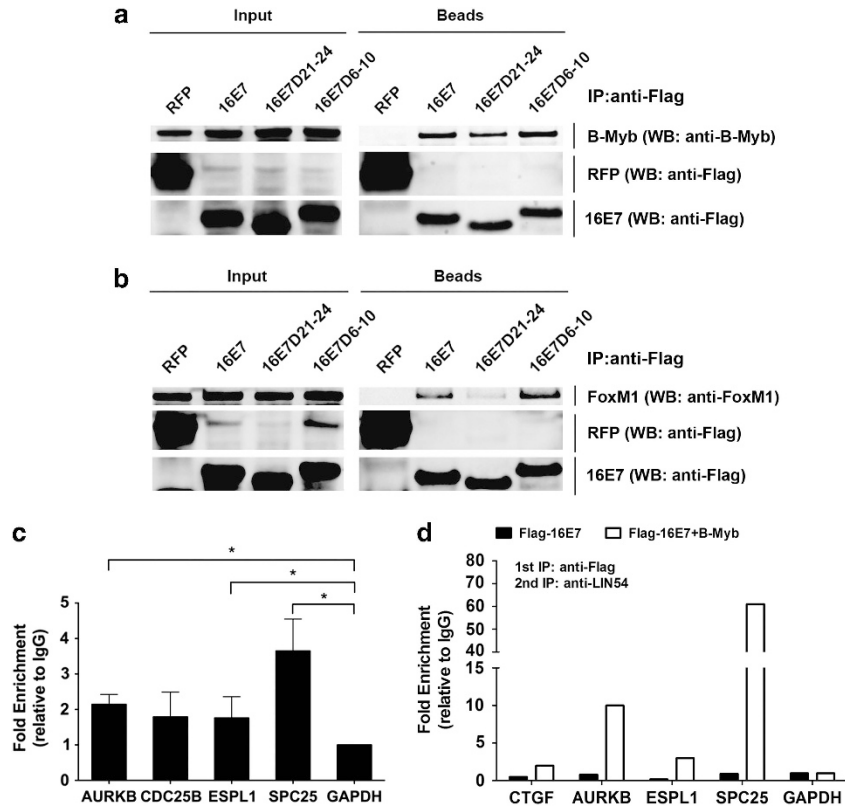 a
Input
Beads
RFP
16E7
16E7D21-24
16E7D6-10
RFP
16E7
16E7D21-24
16E7D6-10
IP:anti-Flag
B-Myb (WB: anti-B-Myb)
RFP (WB: anti-Flag)
16E7 (WB: anti-Flag)
b
Input
Beads
RFP
16E7
16E7D21-24
16E7D6-10
RFP
16E7
16E7D21-24
16E7D6-10
IP:anti-Flag
FoxM1 (WB: anti-FoxM1)
RFP (WB: anti-Flag)
16E7 (WB: anti-Flag)
c
*
*
*
Fold Enrichment
(relative to IgG)
5
4
3
2
1
0
AURKB CDC25B ESPL1 SPC25 GAPDH
d
Flag-16E7 Flag-16E7+B-Myb
1st IP: anti-Flag
2nd IP: anti-LIN54
Fold Enrichment
(relative to IgG)
80
70
60
50
40
15
10
5
0
CTGF AURKB ESPL1 SPC25 GAPDH